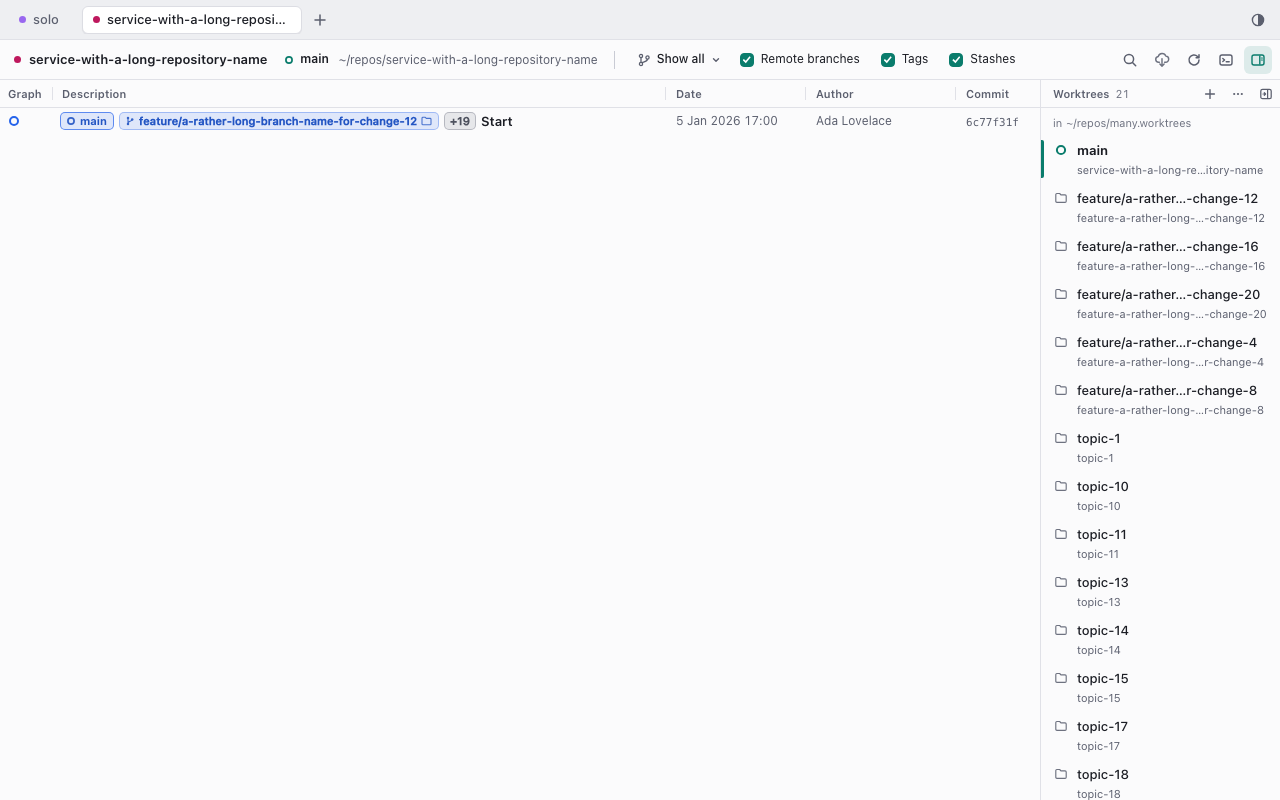 solo
service-with-a-long-reposi...
service-with-a-long-repository-name
main
~/repos/service-with-a-long-repository-name
Show all
Remote branches
Tags
Stashes
Graph
Description
Date
Author
Commit
main
feature/a-rather-long-branch-name-for-change-12
+19
Start
5 Jan 2026 17:00
Ada Lovelace
6c77f31f
Worktrees 21
in ~/repos/many.worktrees
main
service-with-a-long-re...itory-name
feature/a-rather...-change-12
feature-a-rather-long-...-change-12
feature/a-rather...-change-16
feature-a-rather-long-...-change-16
feature/a-rather...-change-20
feature-a-rather-long-...-change-20
feature/a-rather...r-change-4
feature-a-rather-long-...r-change-4
feature/a-rather...r-change-8
feature-a-rather-long-...r-change-8
topic-1
topic-1
topic-10
topic-10
topic-11
topic-11
topic-13
topic-13
topic-14
topic-14
topic-15
topic-15
topic-17
topic-17
topic-18
topic-18